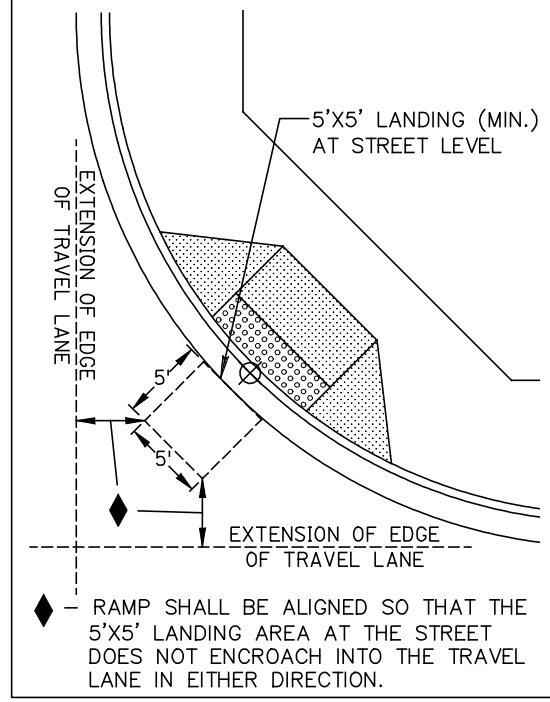 5'X5' LANDING (MIN.)
AT STREET LEVEL
EXTENSION OF EDGE
OF TRAVEL LANE
5'
5'
EXTENSION OF EDGE
OF TRAVEL LANE
♦ – RAMP SHALL BE ALIGNED SO THAT THE
5'X5' LANDING AREA AT THE STREET
DOES NOT ENCROACH INTO THE TRAVEL
LANE IN EITHER DIRECTION.